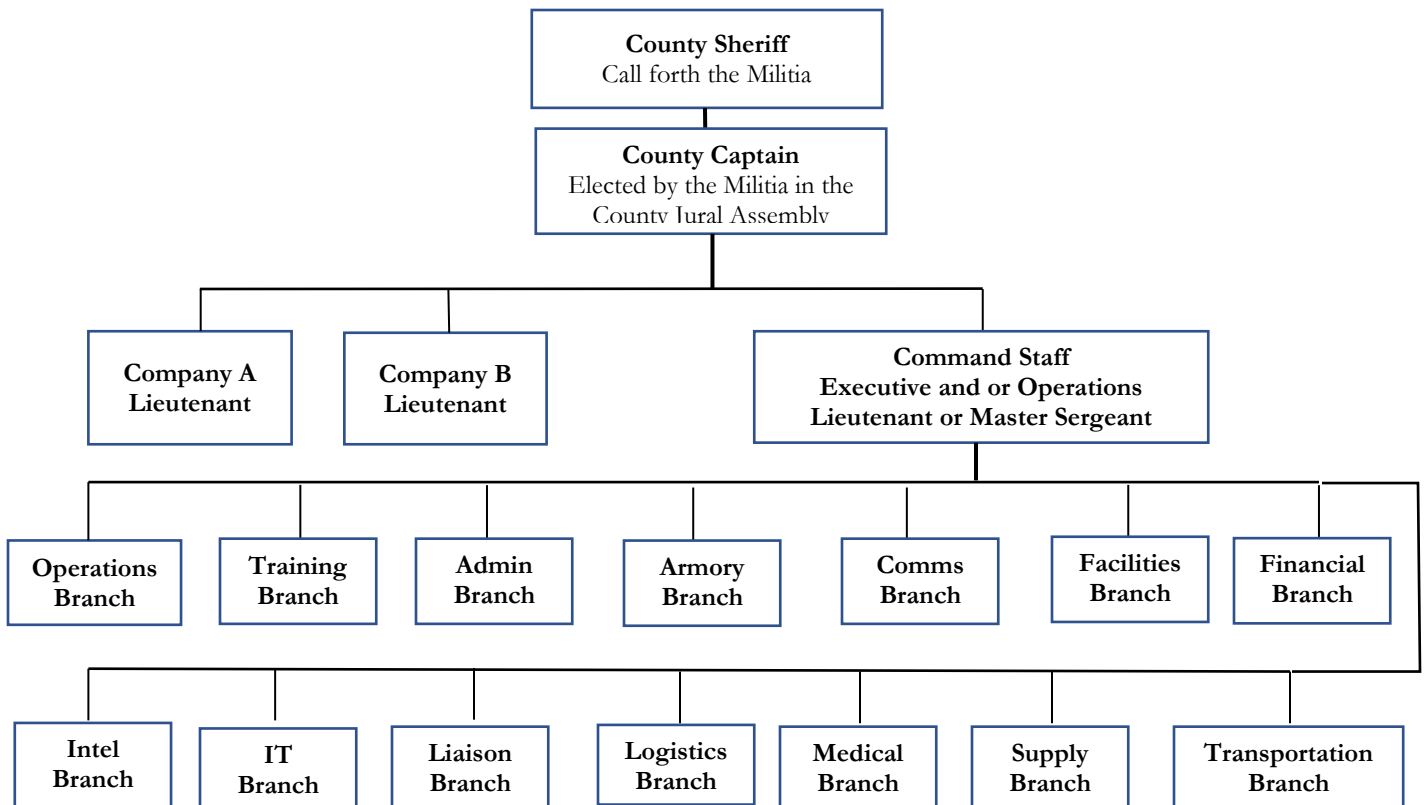 County Sheriff
Call forth the Militia
County Captain
Elected by the Militia in the
County Jural Assembly
Company A
Lieutenant
Company B
Lieutenant
Command Staff
Executive and or Operations
Lieutenant or Master Sergeant
Operations
Branch
Training
Branch
Admin
Branch
Armory
Branch
Comms
Branch
Facilities
Branch
Financial
Branch
Intel
Branch
IT
Branch
Liaison
Branch
Logistics
Branch
Medical
Branch
Supply
Branch
Transportation
Branch